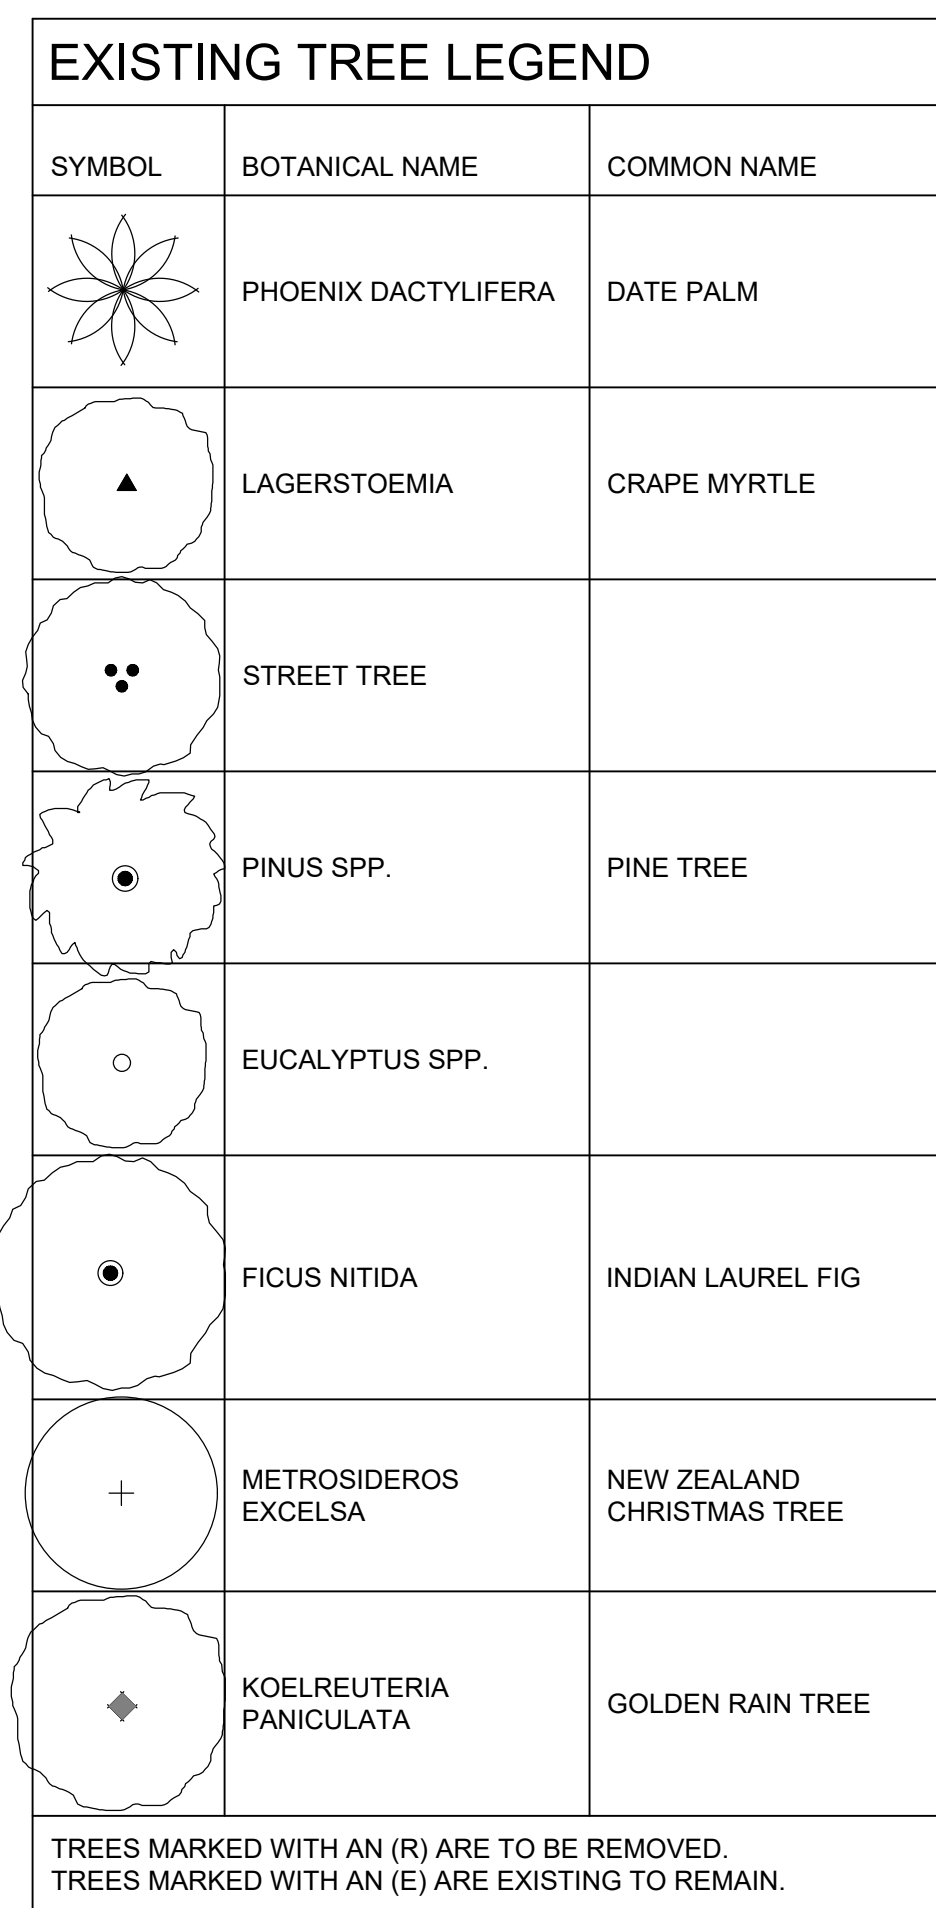 EXISTING TREE LEGEND
SYMBOL BOTANICAL NAME COMMON NAME
PHOENIX DACTYLIFERA DATE PALM
LAGERSTOEMIA CRAPE MYRTLE
STREET TREE
PINUS SPP. PINE TREE
EUCALYPTUS SPP.
FICUS NITIDA INDIAN LAUREL FIG
METROSIDEROS
EXCELSA
NEW ZEALAND
CHRISTMAS TREE
KOELREUTERIA
PANICULATA
GOLDEN RAIN TREE
TREES MARKED WITH AN (R) ARE TO BE REMOVED.
TREES MARKED WITH AN (E) ARE EXISTING TO REMAIN.